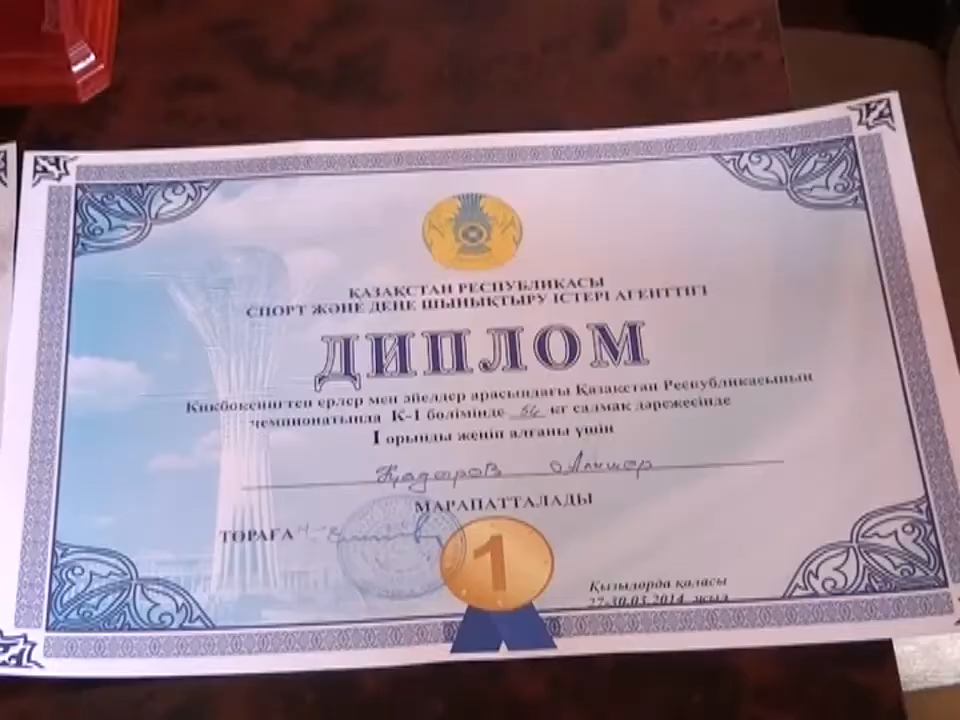 ҚАЗАҚСТАН РЕСПУБЛИКАСЫ
СПОРТ ЖӘНЕ ДЕНЕ ШЫНЫҚТЫРУ ІСТЕРІ АГЕНТТІГІ
ДИПЛОМ
Кикбоксингтен ерлер мен әйелдер арасындағы Қазақстан Республикасының
чемпионатында К-1 бөлімінде 54 кг салмақ дәрежесінде
І орынды жеңіп алғаны үшін
Қадыров Алишер
МАРАПАТТАЛАДЫ
ТӨРАҒА
1
Қызылорда қаласы
27-30.03.2014 жыл